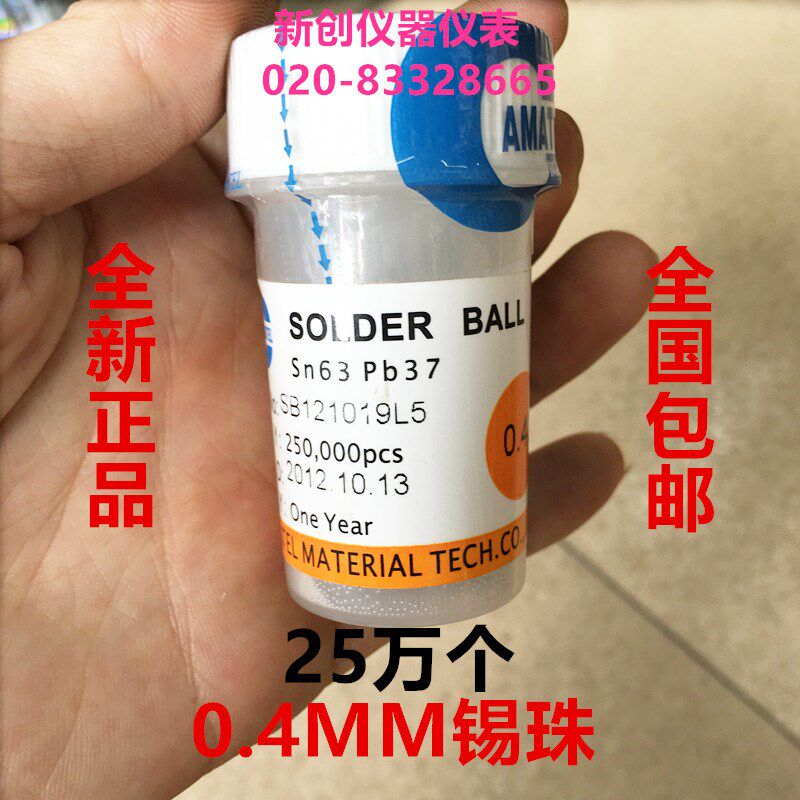 新创仪器仪表
020-83328665
AMAT
全新正品
全国包邮
SOLDER BALL
Sn63 Pb37
SB121019L5
0.4
: 250,000pcs
: 2012.10.13
: One Year
TEL MATERIAL TECH.CO.,
25万个
0.4MM锡珠